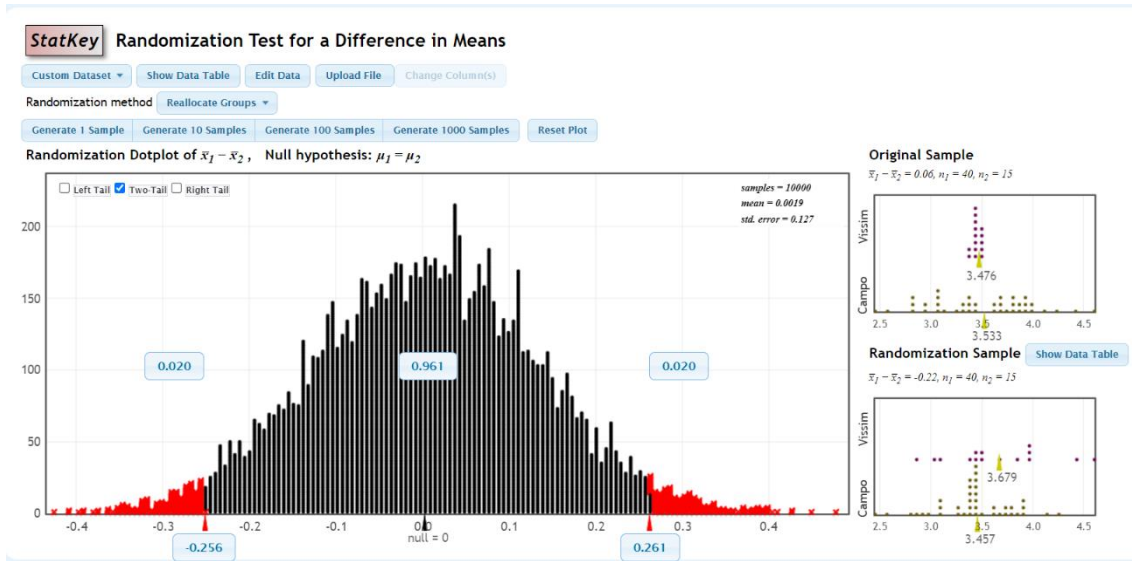 StatKey Randomization Test for a Difference in Means
Custom Dataset Show Data Table Edit Data Upload File Change Column(s)
Randomization method Reallocate Groups
Generate 1 Sample Generate 10 Samples Generate 100 Samples Generate 1000 Samples Reset Plot
Randomization Dotplot of x̄₁ − x̄₂ , Null hypothesis: μ₁ = μ₂
Left Tail Two-Tail Right Tail
samples = 10000
mean = 0.0019
std. error = 0.127
200
150
100
50
0
0.020 0.961 0.020
-0.4 -0.3 -0.2 -0.1 0.0 0.1 0.2 0.3 0.4
null = 0
-0.256 0.261
Original Sample
x̄₁ − x̄₂ = 0.06, n₁ = 40, n₂ = 15
Vissim
3.476
Campo
2.5 3.0 3.5 4.0 4.5
3.533
Randomization Sample Show Data Table
x̄₁ − x̄₂ = -0.22, n₁ = 40, n₂ = 15
Vissim
3.679
Campo
2.5 3.0 3.5 4.0 4.5
3.457